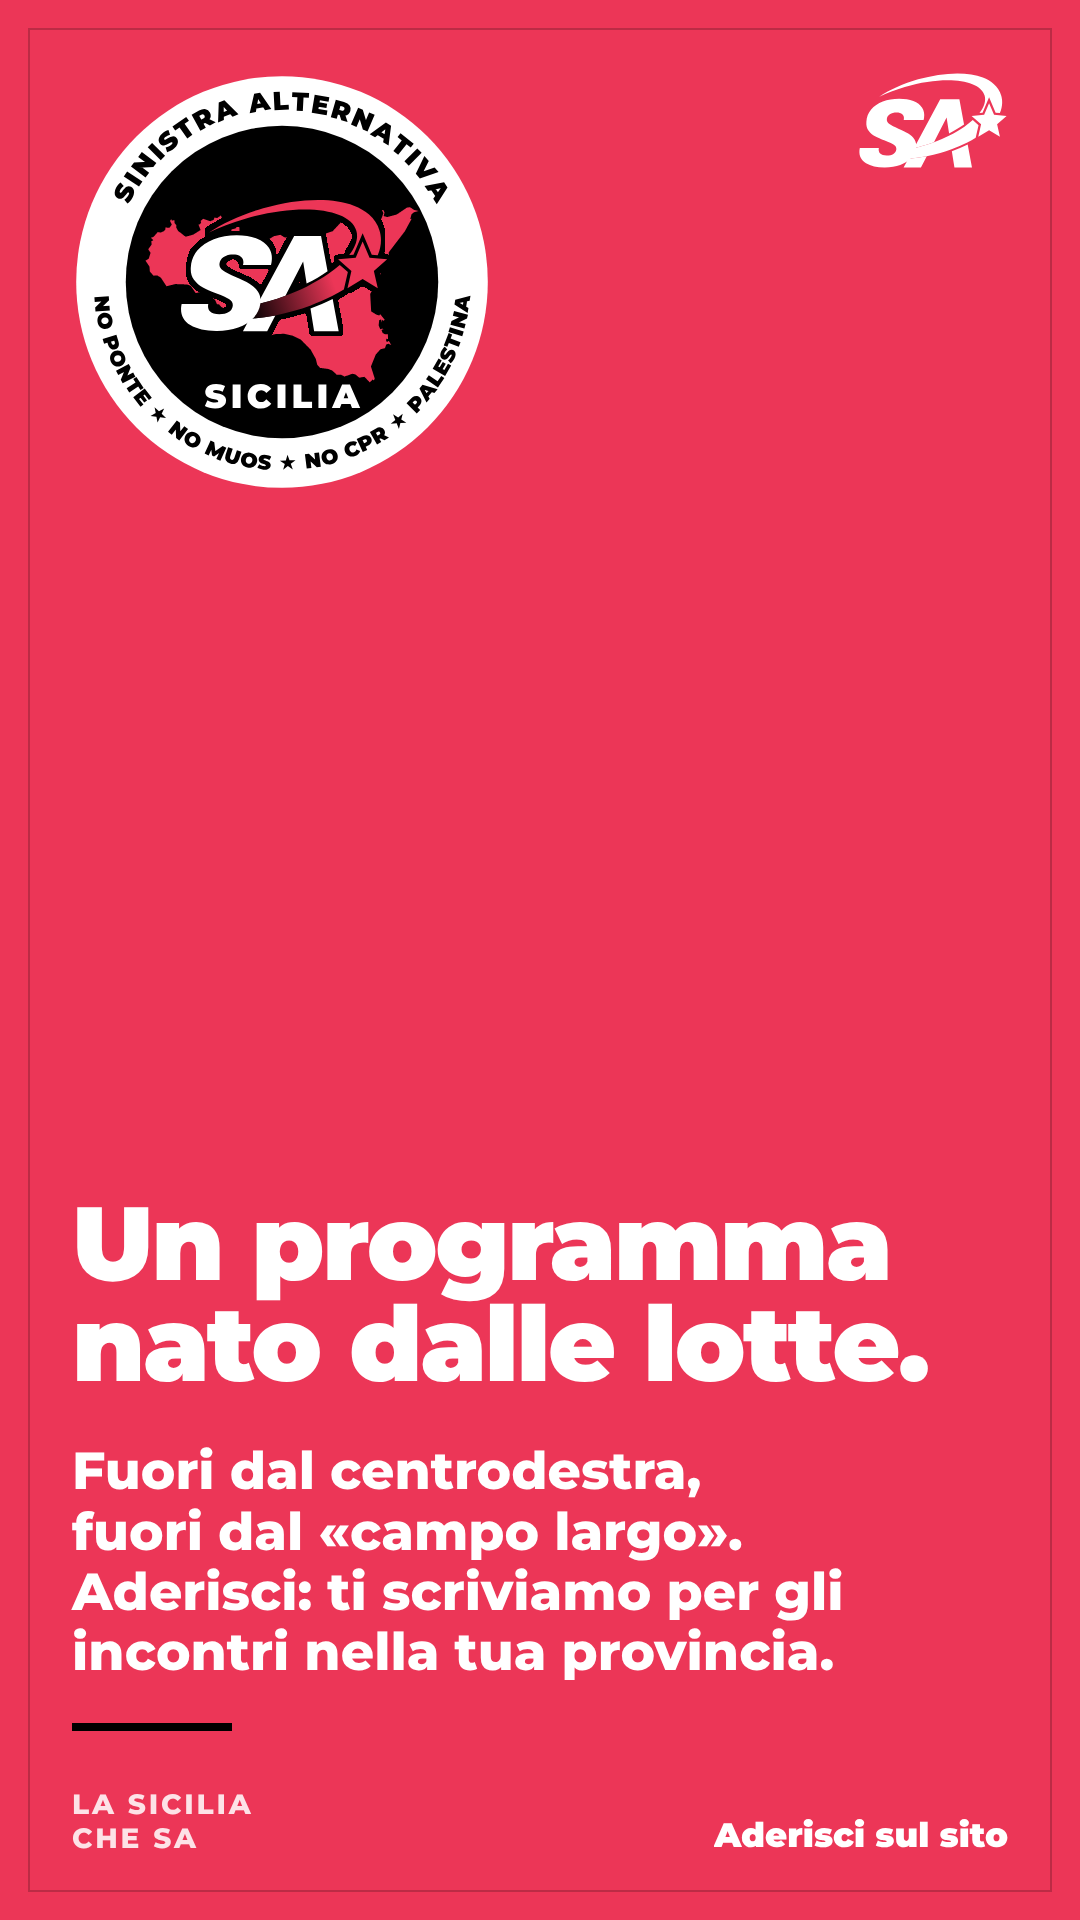 SINISTRA ALTERNATIVA
SA
SICILIA
NO PONTE ★ NO MUOS ★ NO CPR ★ PALESTINA
SA
Un programma
nato dalle lotte.
Fuori dal centrodestra,
fuori dal «campo largo».
Aderisci: ti scriviamo per gli
incontri nella tua provincia.
LA SICILIA
CHE SA
Aderisci sul sito